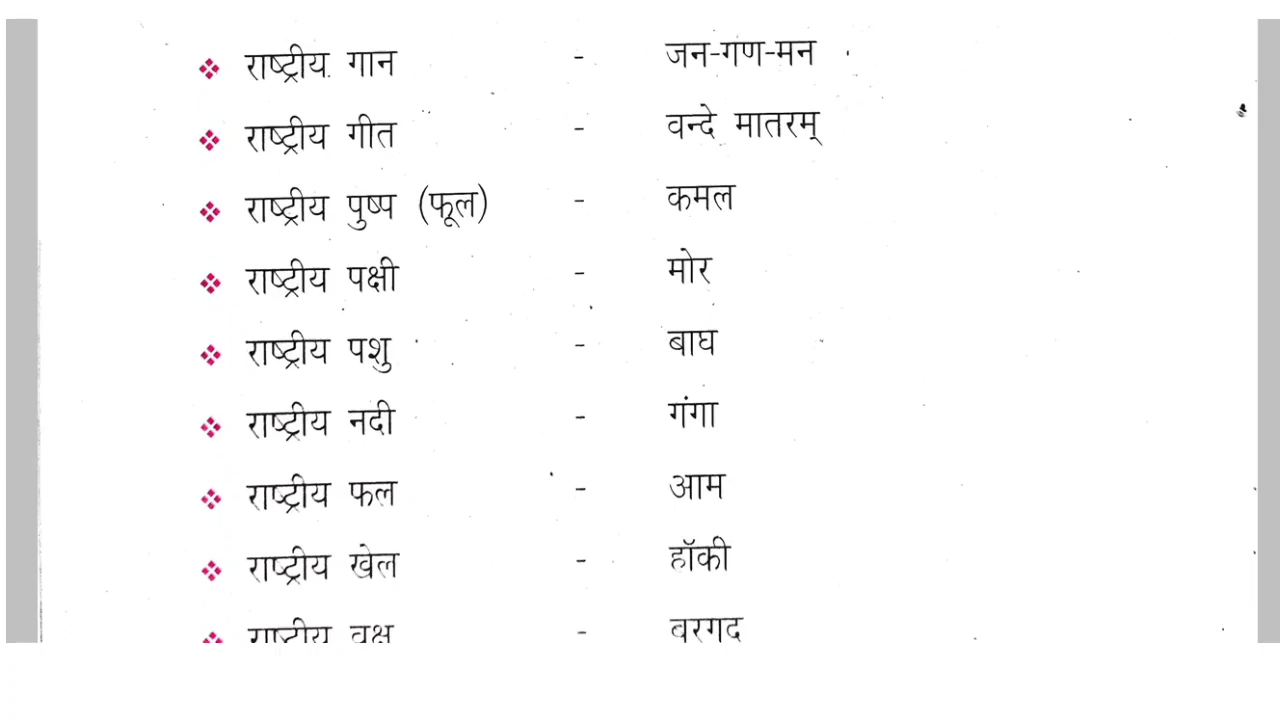 ❖ राष्ट्रीय गान - जन-गण-मन
❖ राष्ट्रीय गीत - वन्दे मातरम्
❖ राष्ट्रीय पुष्प (फूल) - कमल
❖ राष्ट्रीय पक्षी - मोर
❖ राष्ट्रीय पशु - बाघ
❖ राष्ट्रीय नदी - गंगा
❖ राष्ट्रीय फल - आम
❖ राष्ट्रीय खेल - हॉकी
❖ राष्ट्रीय वृक्ष - बरगद